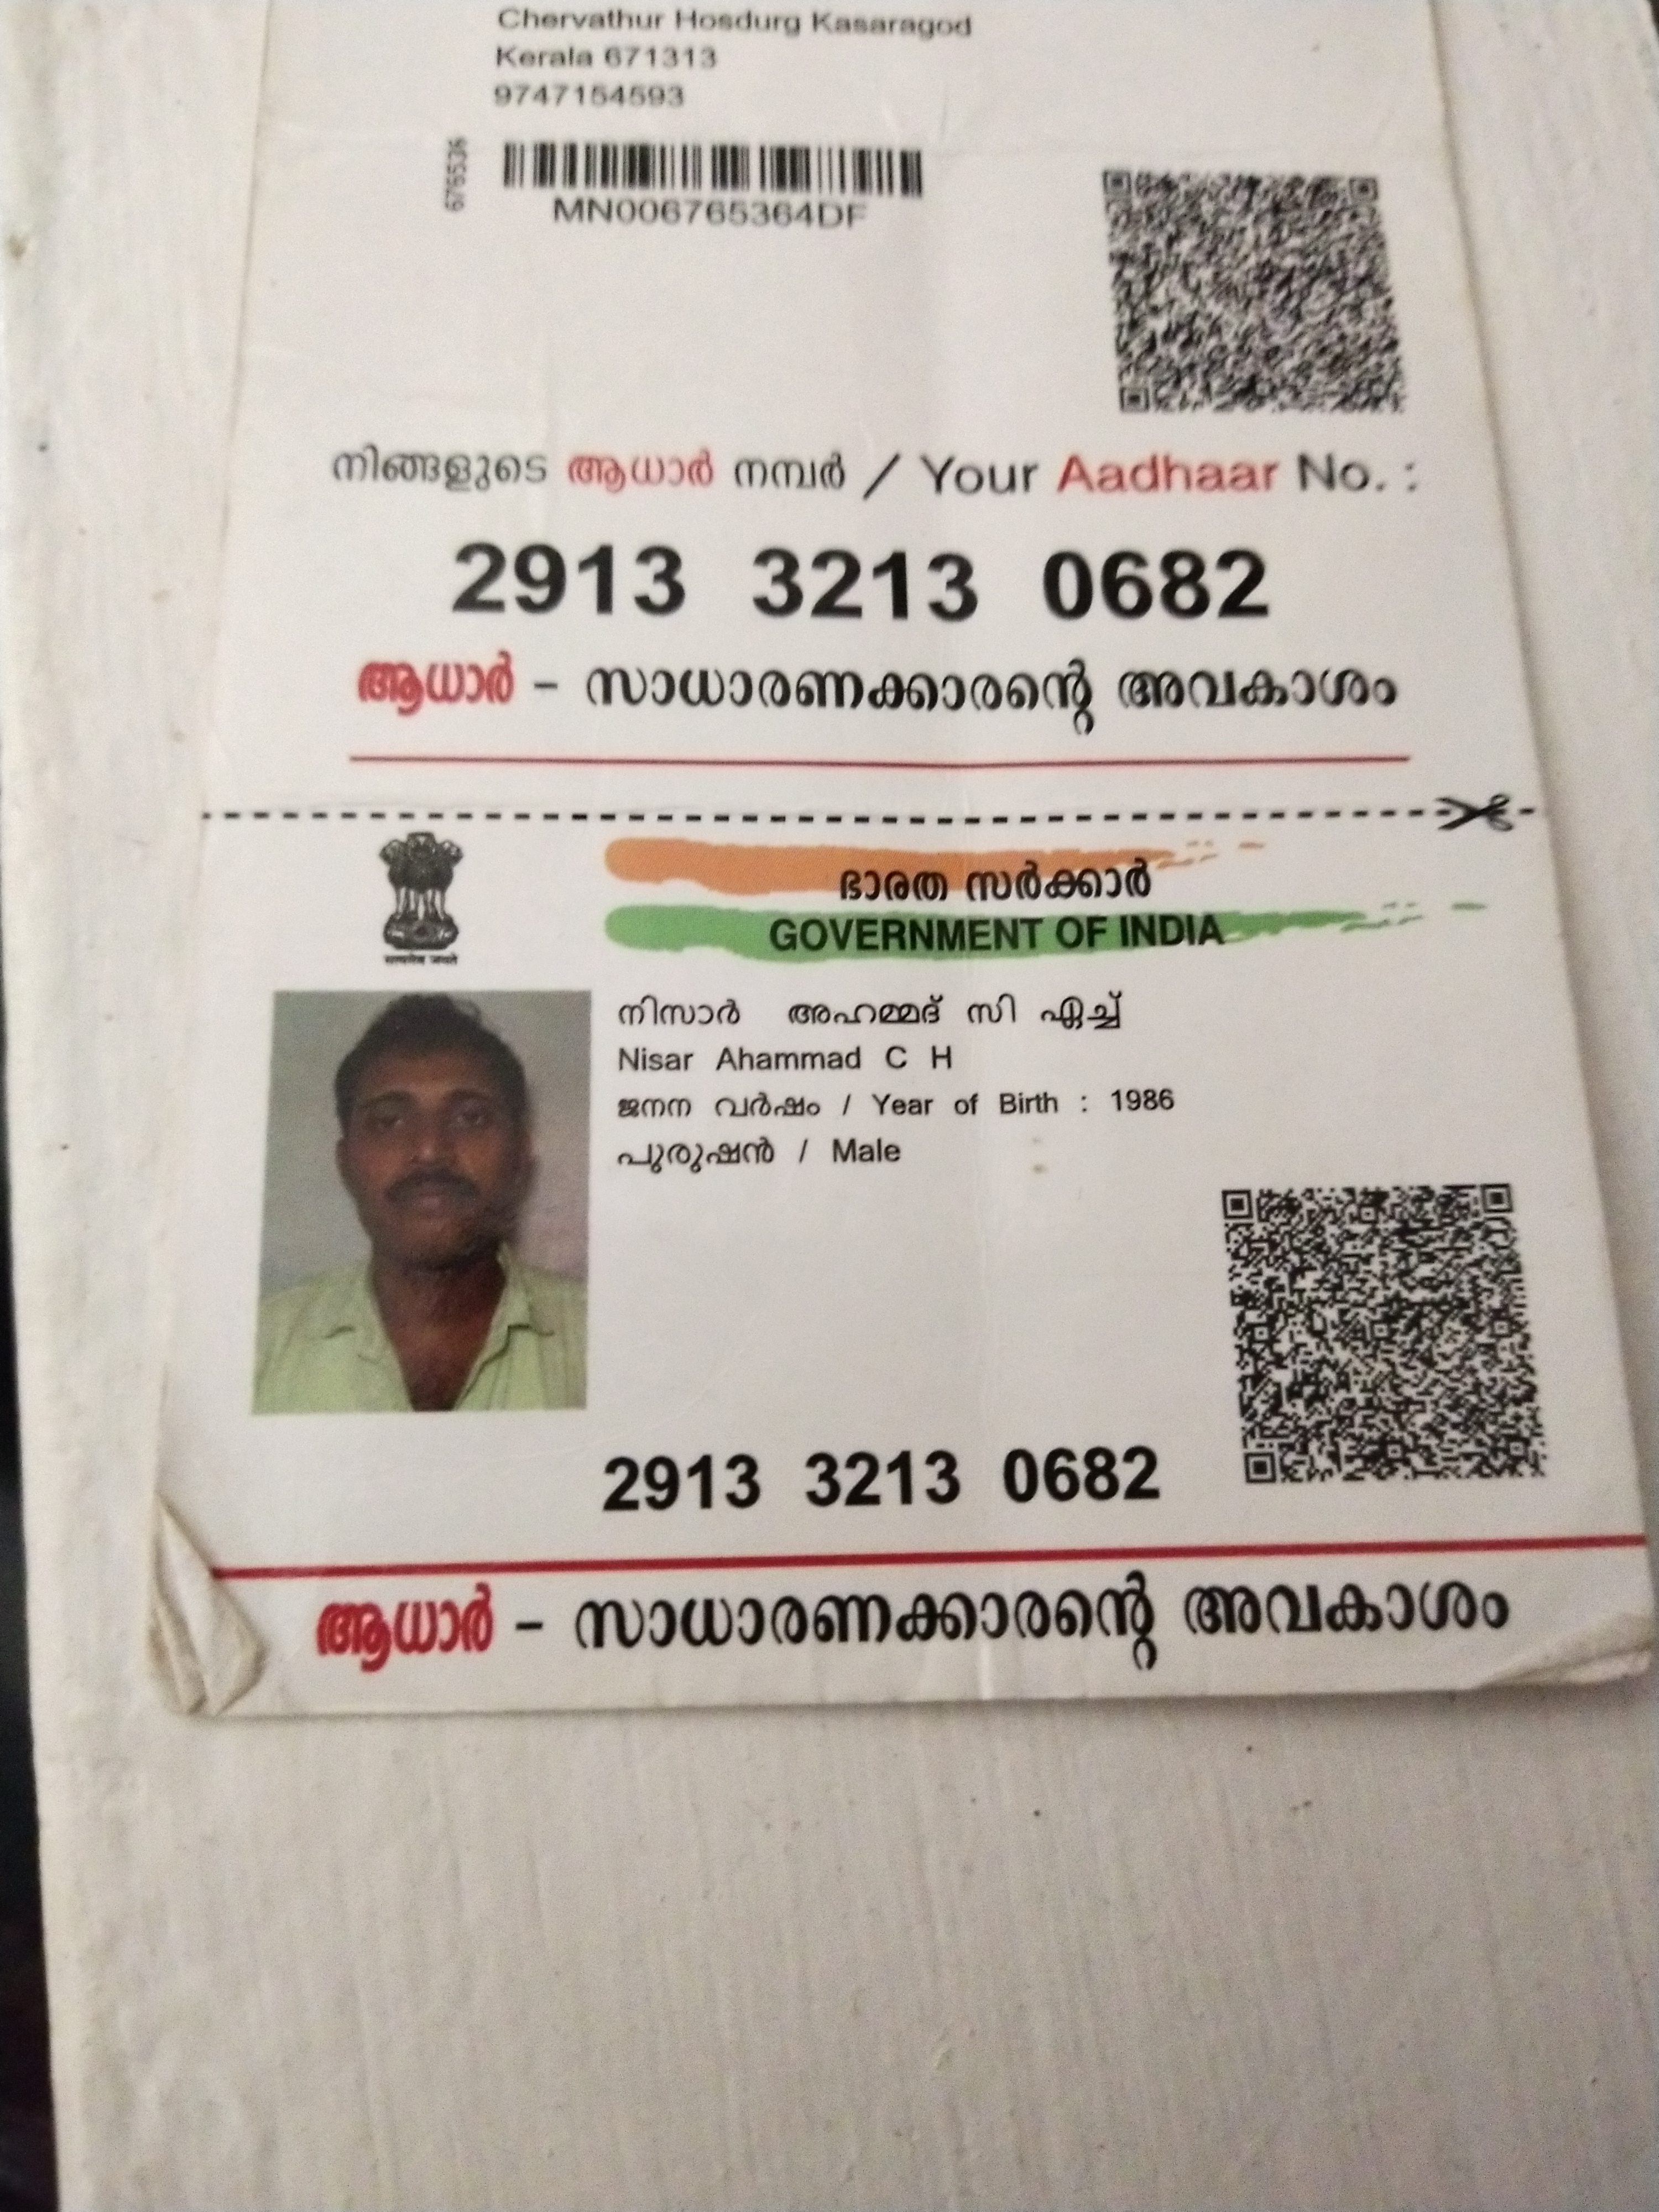 Chervathur Hosdurg Kasaragod
Kerala 671313
9747154593
MN006765364DF
നിങ്ങളുടെ ആധാർ നമ്പർ / Your Aadhaar No. :
2913 3213 0682
ആധാർ – സാധാരണക്കാരന്റെ അവകാശം
ഭാരത സർക്കാർ
GOVERNMENT OF INDIA
നിസാർ അഹമ്മദ് സി എച്ച്
Nisar Ahammad C H
ജനന വർഷം / Year of Birth : 1986
പുരുഷൻ / Male
2913 3213 0682
ആധാർ – സാധാരണക്കാരന്റെ അവകാശം